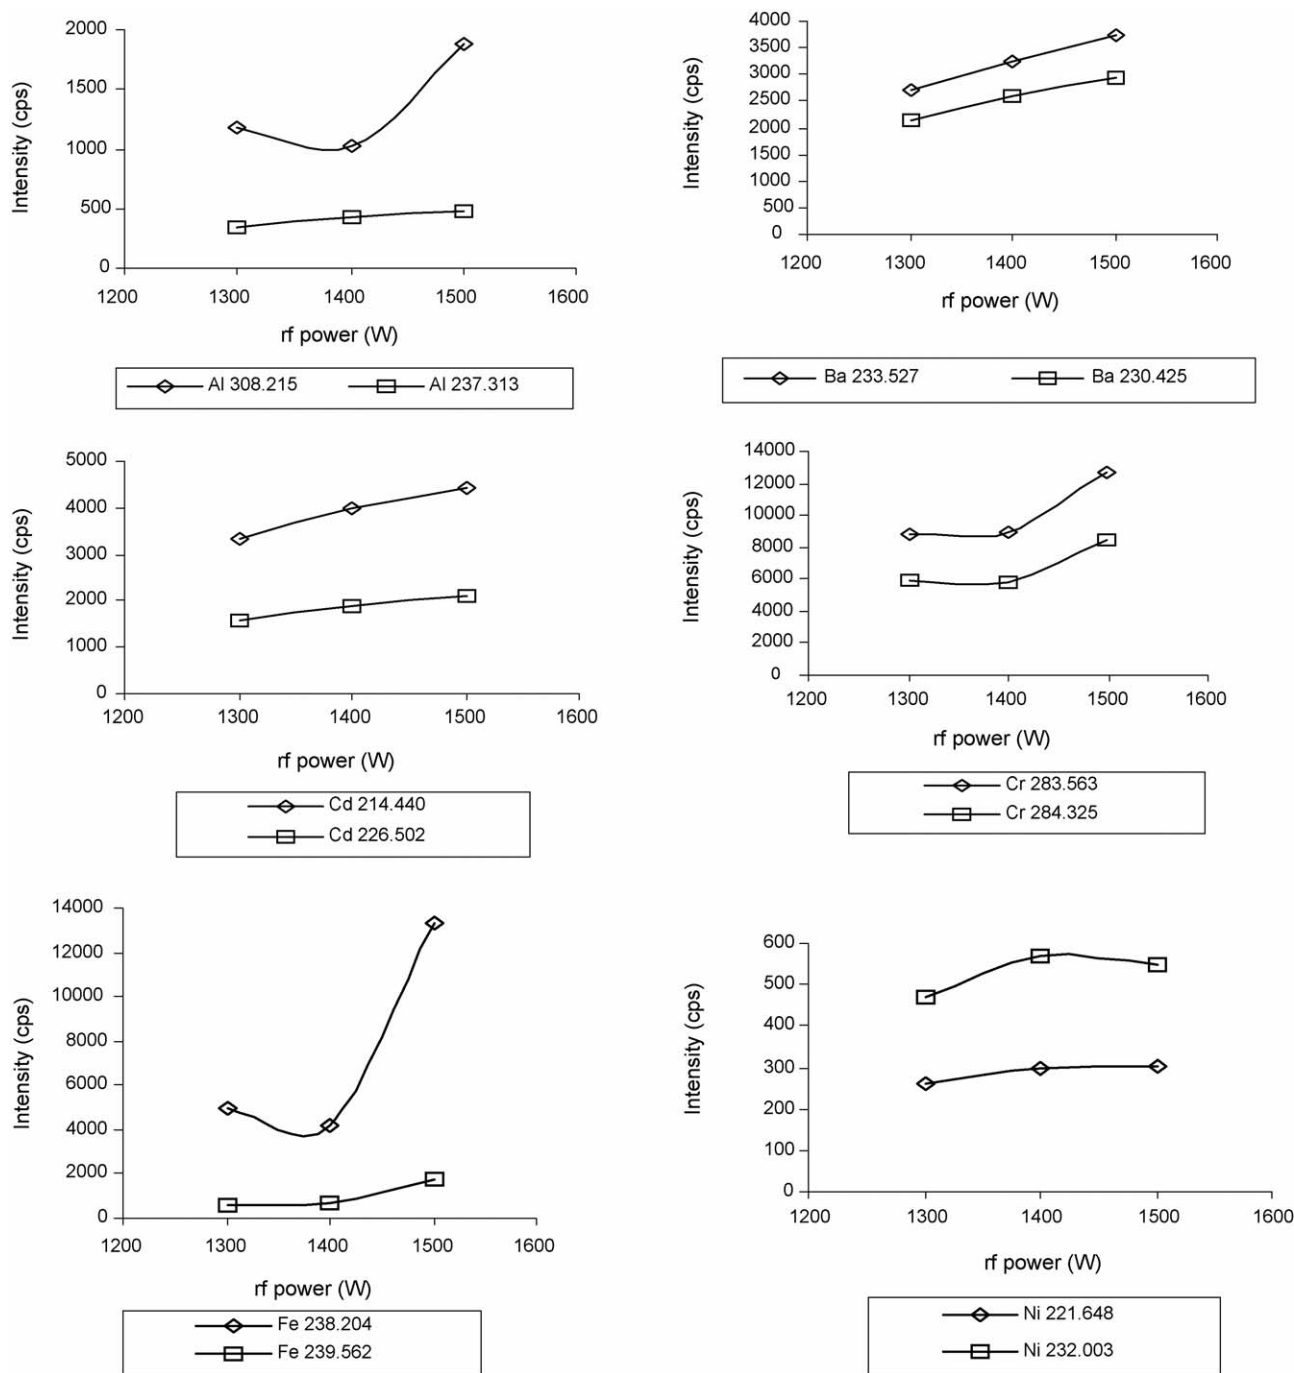 2000
1500
1000
500
0
Intensity (cps)
1200 1300 1400 1500 1600
rf power (W)
Al 308.215 Al 237.313
4000
3500
3000
2500
2000
1500
1000
500
0
Intensity (cps)
1200 1300 1400 1500 1600
rf power (W)
Ba 233.527 Ba 230.425
5000
4000
3000
2000
1000
0
Intensity (cps)
1200 1300 1400 1500 1600
rf power (W)
Cd 214.440
Cd 226.502
14000
12000
10000
8000
6000
4000
2000
0
Intensity (cps)
1200 1300 1400 1500 1600
rf power (W)
Cr 283.563
Cr 284.325
14000
12000
10000
8000
6000
4000
2000
0
Intensity (cps)
1200 1300 1400 1500 1600
rf power (W)
Fe 238.204
Fe 239.562
600
500
400
300
200
100
0
Intensity (cps)
1200 1300 1400 1500 1600
rf power (W)
Ni 221.648
Ni 232.003